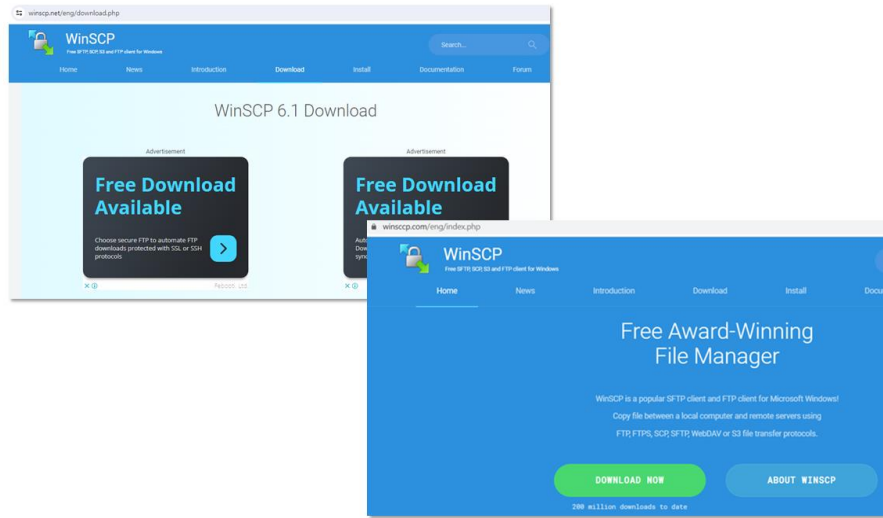 winscp.net/eng/download.php
WinSCP
Free SFTP, SCP, S3 and FTP client for Windows
Search...
Home News Introduction Download Install Documentation Forum
WinSCP 6.1 Download
Advertisement Advertisement
Free Download
Available
Choose secure FTP to automate FTP
downloads protected with SSL or SSH
protocols
Free Download
Available
winsccp.com/eng/index.php
WinSCP
Free SFTP, SCP, S3 and FTP client for Windows
Home News Introduction Download Install Docu
Free Award-Winning
File Manager
WinSCP is a popular SFTP client and FTP client for Microsoft Windows!
Copy file between a local computer and remote servers using
FTP, FTPS, SCP, SFTP, WebDAV or S3 file transfer protocols.
DOWNLOAD NOW
ABOUT WINSCP
200 million downloads to date